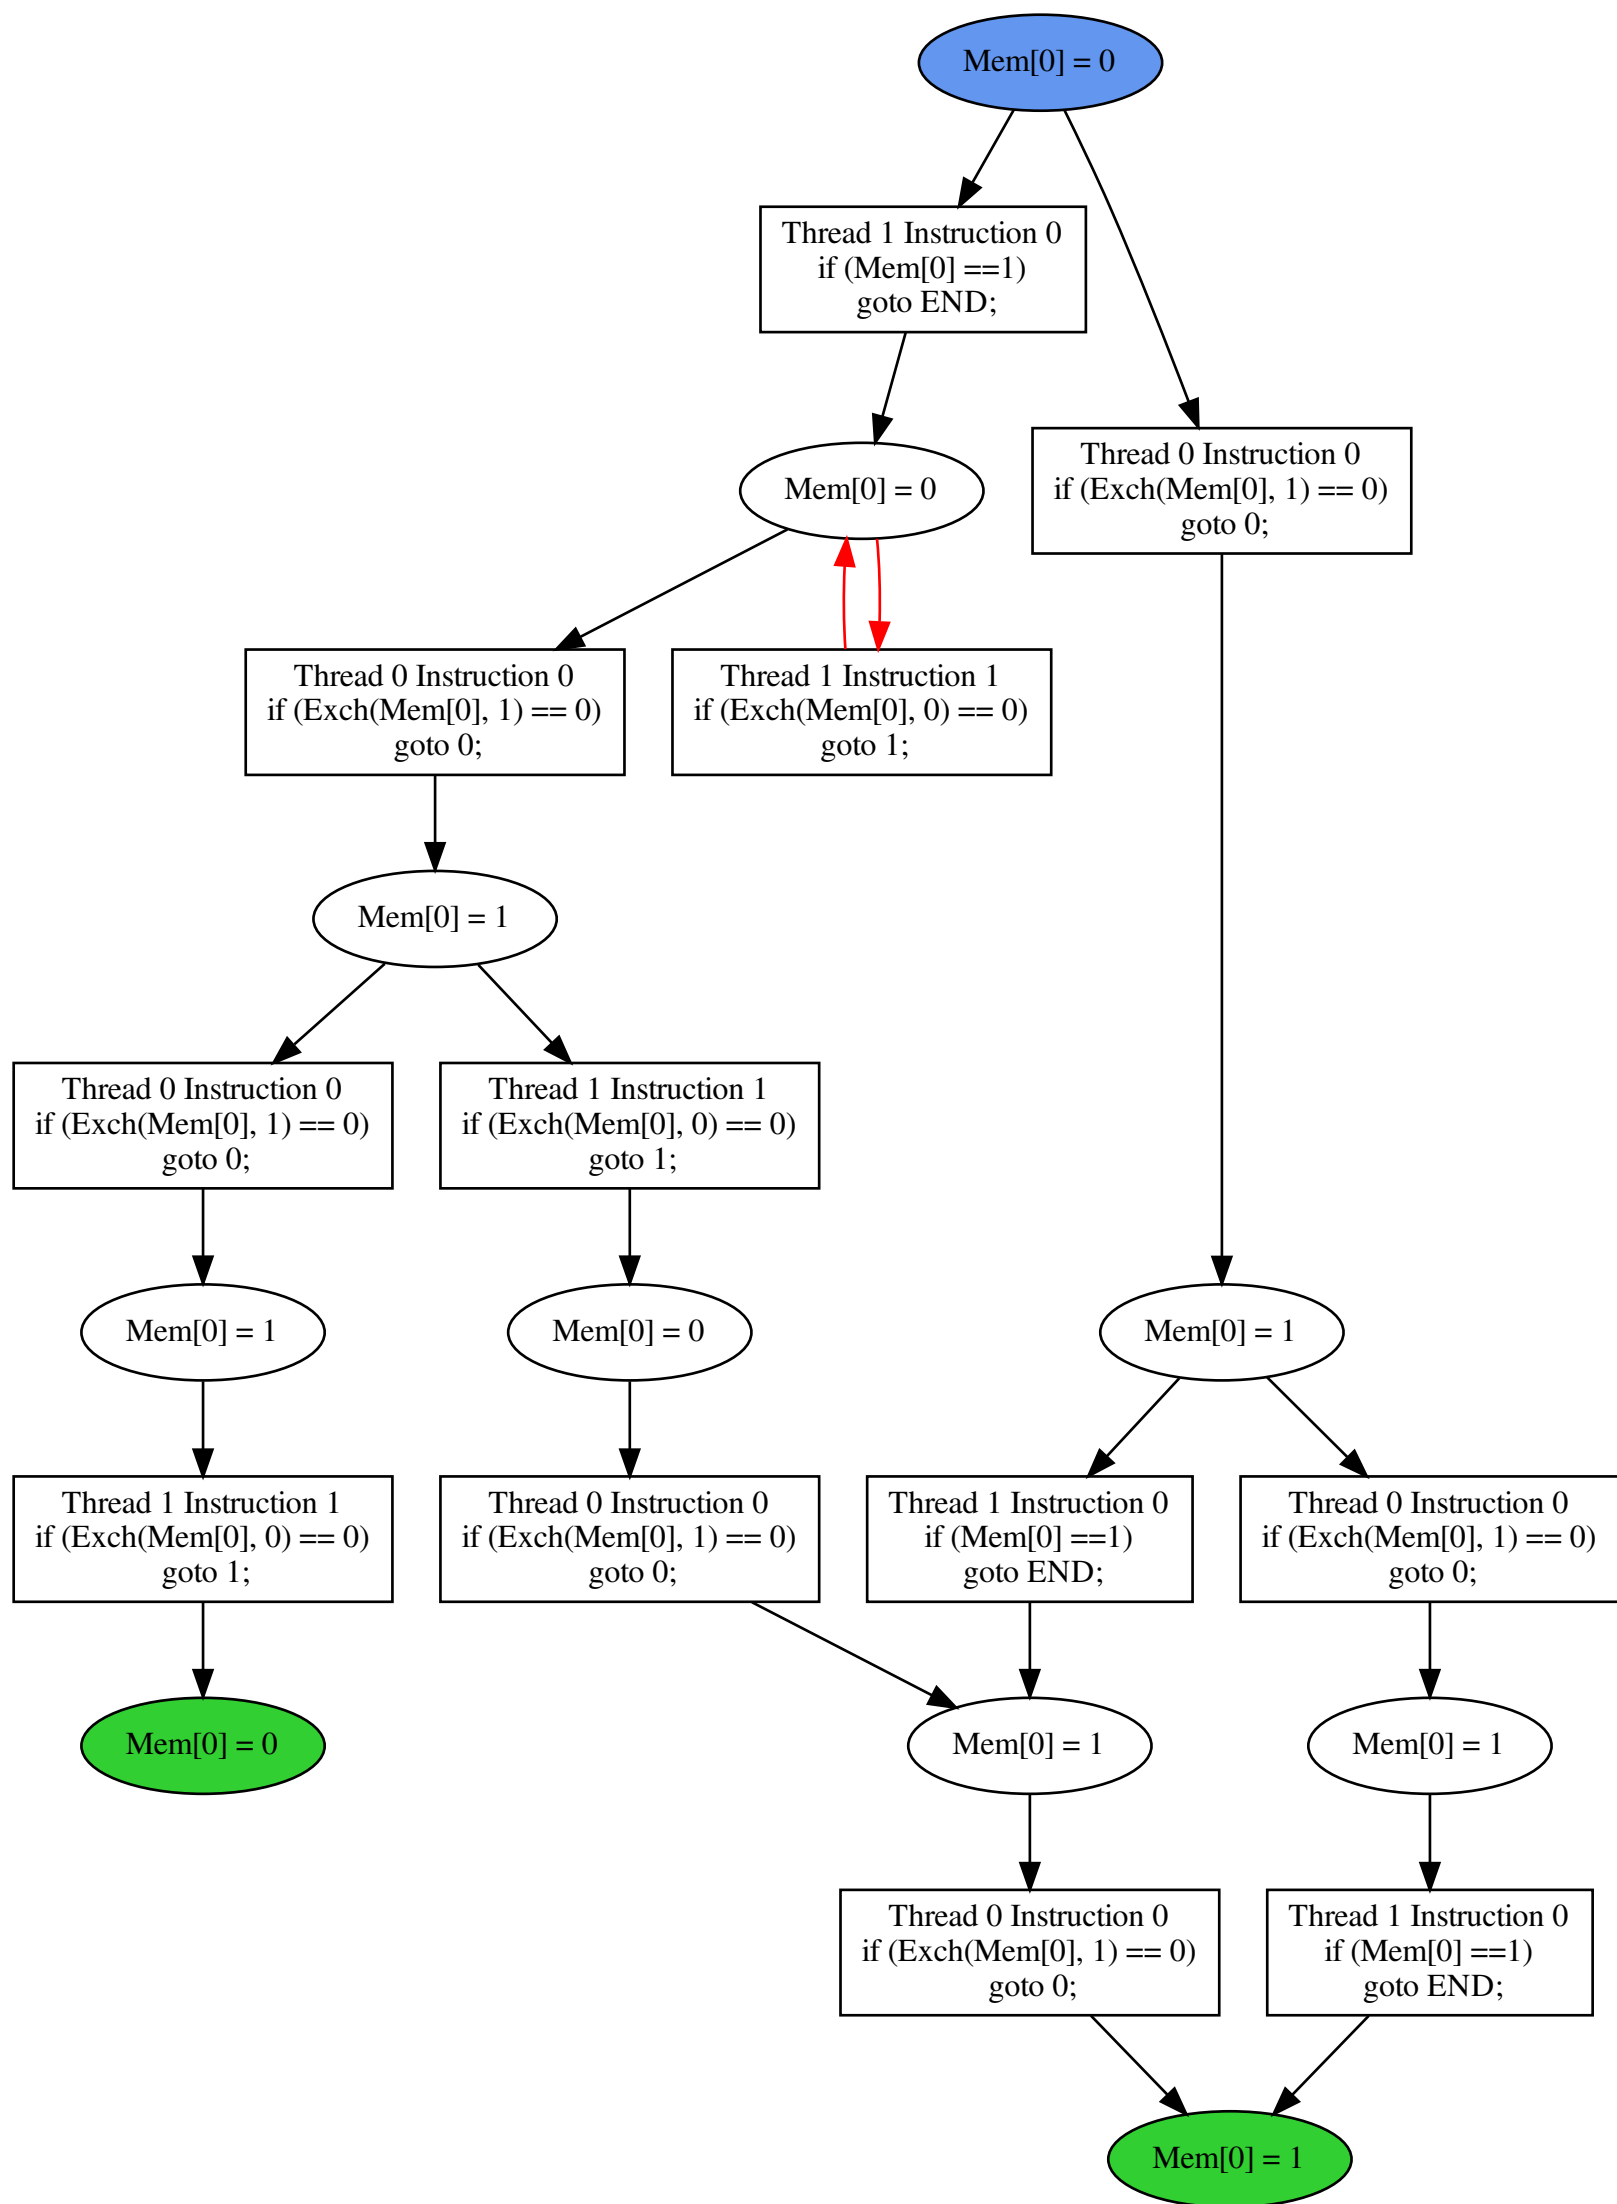 Mem[0] = 0
Thread 1 Instruction 0
if (Mem[0] ==1)
goto END;
Thread 0 Instruction 0
if (Exch(Mem[0], 1) == 0)
goto 0;
Mem[0] = 0
Thread 0 Instruction 0
if (Exch(Mem[0], 1) == 0)
goto 0;
Thread 1 Instruction 1
if (Exch(Mem[0], 0) == 0)
goto 1;
Mem[0] = 1
Thread 0 Instruction 0
if (Exch(Mem[0], 1) == 0)
goto 0;
Thread 1 Instruction 1
if (Exch(Mem[0], 0) == 0)
goto 1;
Mem[0] = 1
Mem[0] = 0
Mem[0] = 1
Thread 1 Instruction 1
if (Exch(Mem[0], 0) == 0)
goto 1;
Thread 0 Instruction 0
if (Exch(Mem[0], 1) == 0)
goto 0;
Thread 1 Instruction 0
if (Mem[0] ==1)
goto END;
Thread 0 Instruction 0
if (Exch(Mem[0], 1) == 0)
goto 0;
Mem[0] = 0
Mem[0] = 1
Mem[0] = 1
Thread 0 Instruction 0
if (Exch(Mem[0], 1) == 0)
goto 0;
Thread 1 Instruction 0
if (Mem[0] ==1)
goto END;
Mem[0] = 1